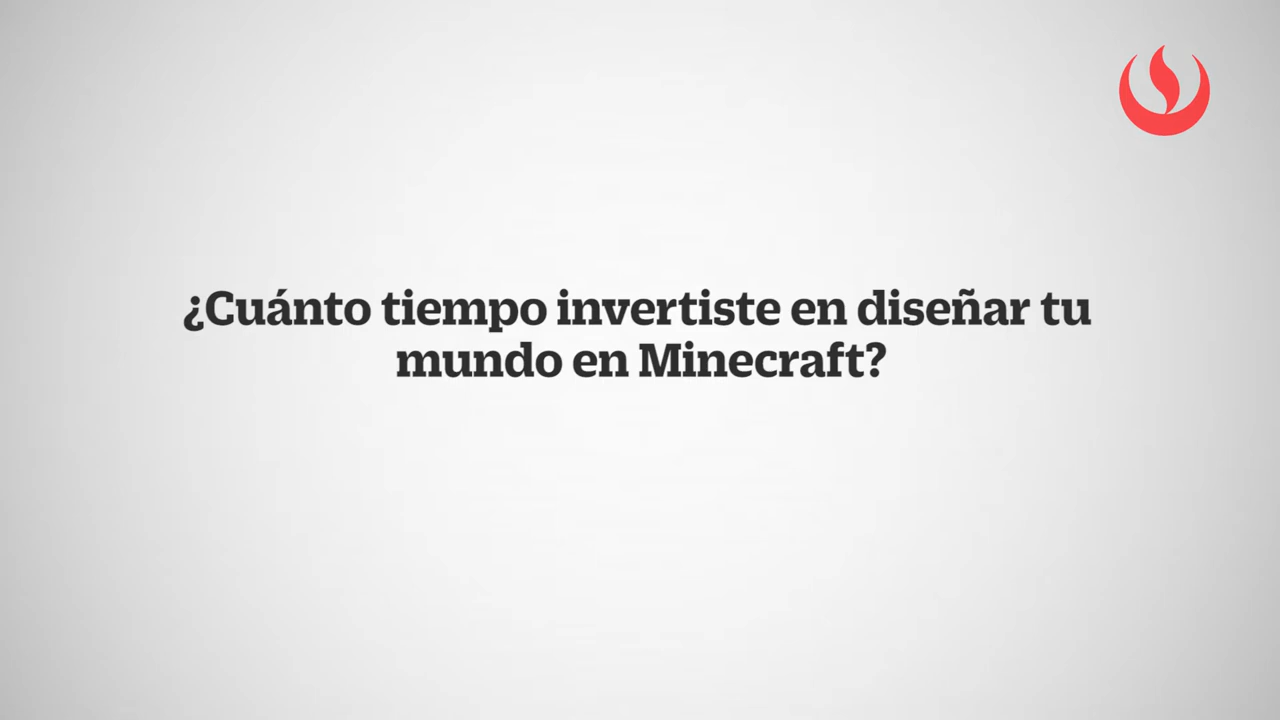 ¿Cuánto tiempo invertiste en diseñar tu
mundo en Minecraft?